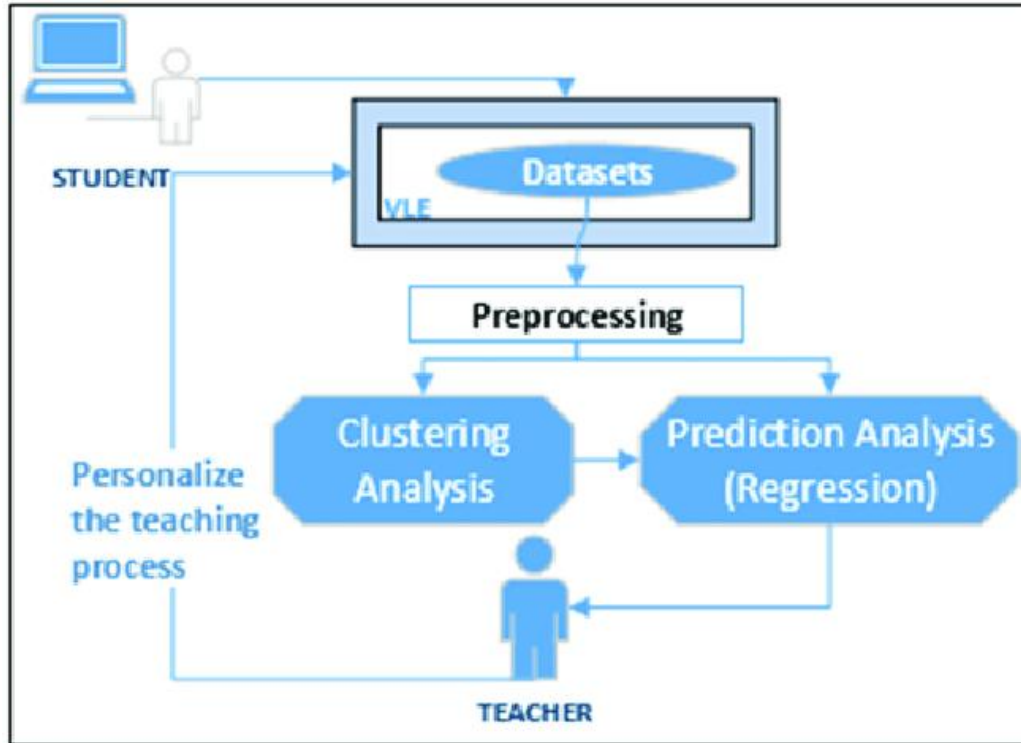 STUDENT
Datasets
VLE
Preprocessing
Clustering
Analysis
Prediction Analysis
(Regression)
Personalize
the teaching
process
TEACHER